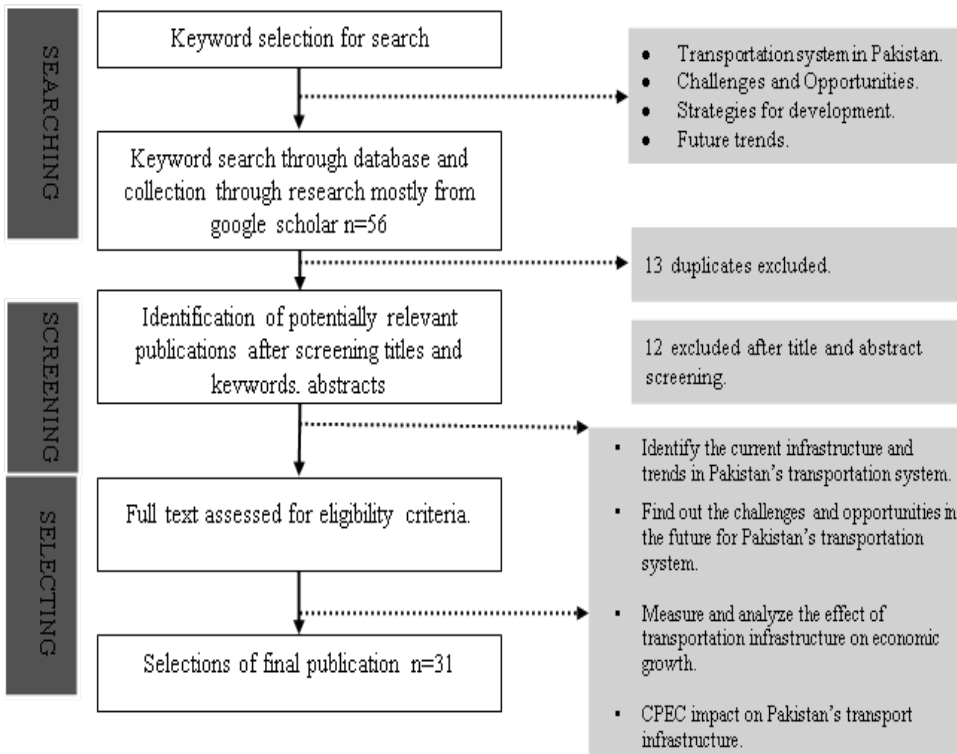 SEARCHING
Keyword selection for search
● Transportation system in Pakistan.
● Challenges and Opportunities.
● Strategies for development.
● Future trends.
Keyword search through database and
collection through research mostly from
google scholar n=56
13 duplicates excluded.
SCREENING
Identification of potentially relevant
publications after screening titles and
keywords, abstracts
12 excluded after title and abstract
screening.
SELECTING
Full text assessed for eligibility criteria.
▪ Identify the current infrastructure and
trends in Pakistan’s transportation system.
▪ Find out the challenges and opportunities in
the future for Pakistan’s transportation
system.
▪ Measure and analyze the effect of
transportation infrastructure on economic
growth.
▪ CPEC impact on Pakistan’s transport
infrastructure.
Selections of final publication n=31